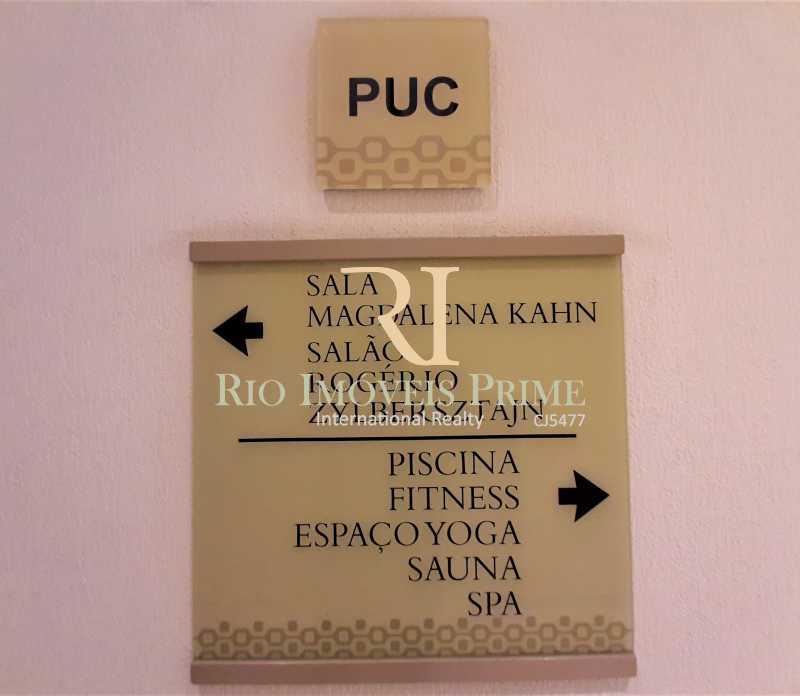 PUC
SALA
MAGDALENA KAHN
SALÃO
ROGÉRIO
ZYLBERSZTAJN
RI
RIO IMÓVEIS PRIME
International Realty CJ5477
PISCINA
FITNESS
ESPAÇO YOGA
SAUNA
SPA